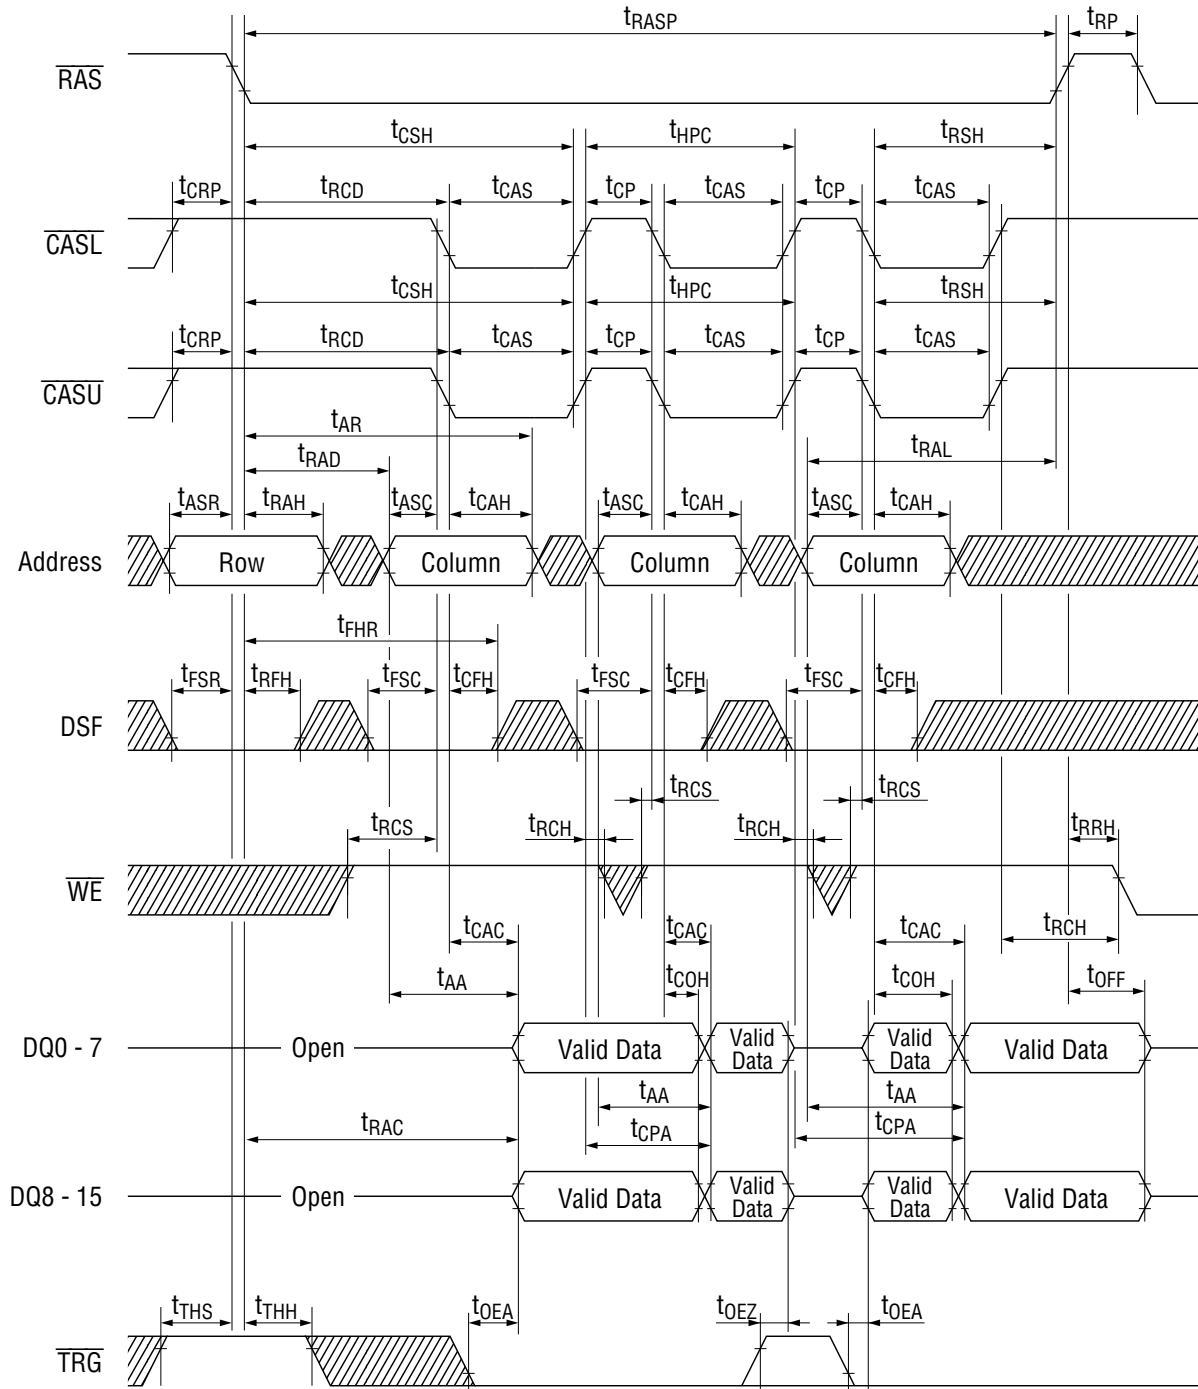 tRASP tRP
RAS
tCSH tHPC tRSH
tCRP tRCD tCAS tCP tCAS tCP tCAS
CASL
tCSH tHPC tRSH
tCRP tRCD tCAS tCP tCAS tCP tCAS
CASU
tAR
tRAD tRAL
tASR tRAH tASC tCAH tASC tCAH tASC tCAH
Address Row Column Column Column
tFHR
tFSR tRFH tFSC tCFH tFSC tCFH tFSC tCFH
DSF
tRCS tRCS
tRCS tRCH tRCH tRRH
WE
tCAC tCAC tCAC tRCH
tAA tCOH tCOH tOFF
DQ0 - 7 Open Valid Data Valid Data Valid Data Valid Data
tAA tAA
tRAC tCPA tCPA
DQ8 - 15 Open Valid Data Valid Data Valid Data Valid Data
tTHS tTHH tOEA tOEZ tOEA
TRG